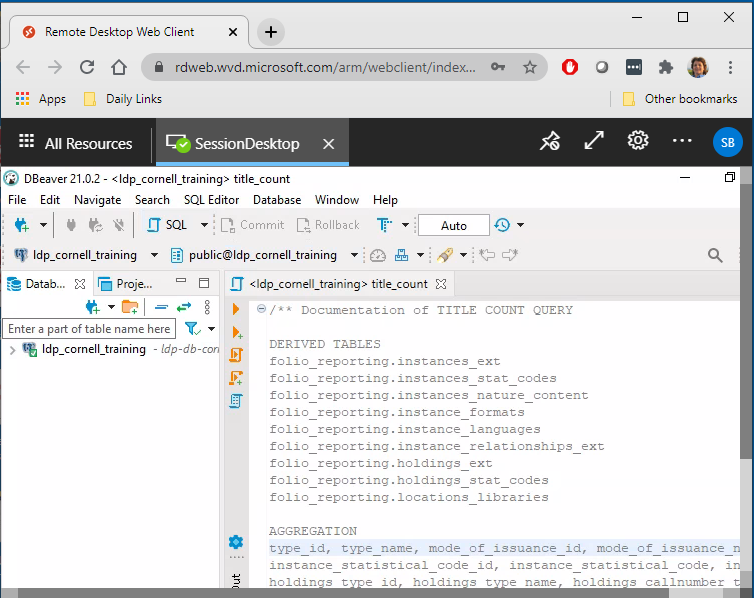 Remote Desktop Web Client
rdweb.wvd.microsoft.com/arm/webclient/index...
Apps
Daily Links
Other bookmarks
All Resources
SessionDesktop
SB
DBeaver 21.0.2 - <ldp_cornell_training> title_count
File Edit Navigate Search SQL Editor Database Window Help
SQL
Commit
Rollback
Auto
ldp_cornell_training
public@ldp_cornell_training
Datab...
Proje...
<ldp_cornell_training> title_count
Enter a part of table name here
ldp_cornell_training - ldp-db-cor
/** Documentation of TITLE COUNT QUERY
DERIVED TABLES
folio_reporting.instances_ext
folio_reporting.instances_stat_codes
folio_reporting.instances_nature_content
folio_reporting.instance_formats
folio_reporting.instance_languages
folio_reporting.instance_relationships_ext
folio_reporting.holdings_ext
folio_reporting.holdings_stat_codes
folio_reporting.locations_libraries
AGGREGATION
type_id, type_name, mode_of_issuance_id, mode_of_issuance_n
instance_statistical_code_id, instance_statistical_code, in
holdings_type_id, holdings_type_name, holdings_callnumber_t